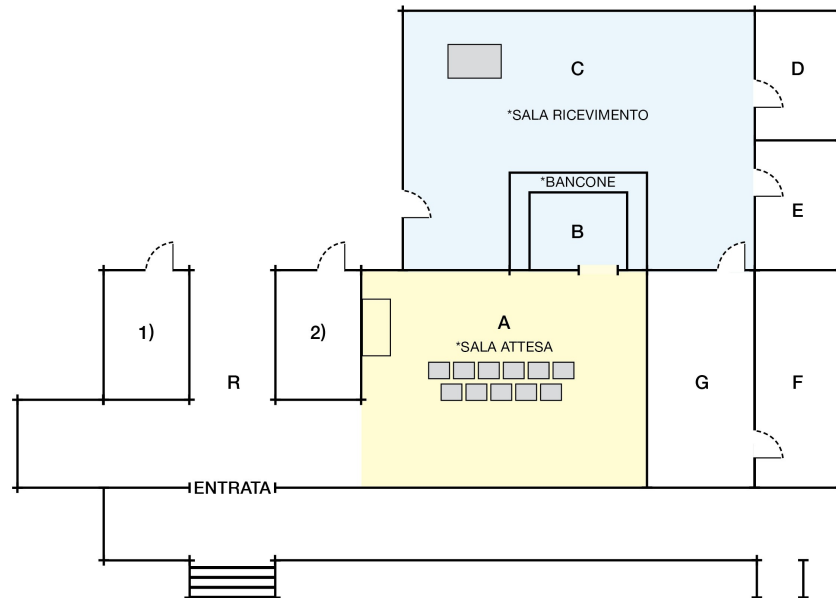 C
D
*SALA RICEVIMENTO
*BANCONE
E
B
1)
2)
A
*SALA ATTESA
R
G
F
ENTRATA